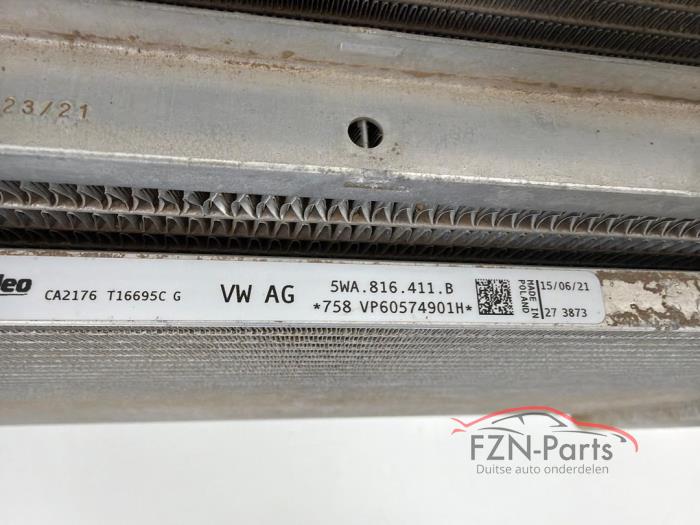 23/21
CA2176 T16695C G
VW AG
5WA.816.411.B
*758 VP60574901H*
MADE IN
POLAND
15/06/21
27 3873
FZN-Parts
Duitse auto onderdelen